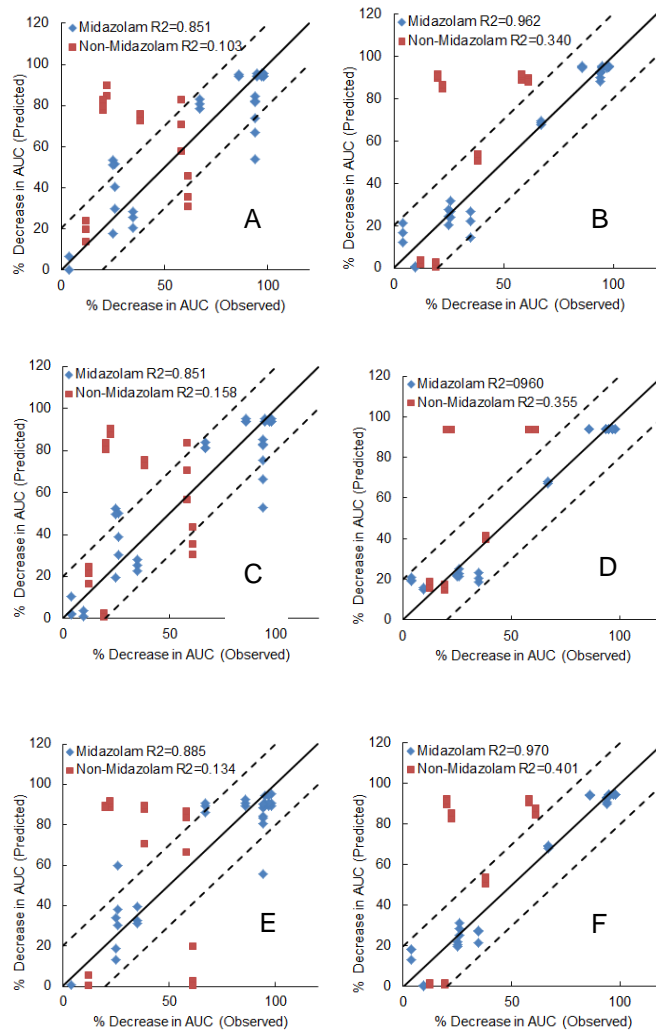 Midazolam R2=0.851
Non-Midazolam R2=0.103
120
100
80
60
40
20
0
% Decrease in AUC (Predicted)
A
0
50
100
% Decrease in AUC (Observed)
Midazolam R2=0.962
Non-Midazolam R2=0.340
120
100
80
60
40
20
0
% Decrease in AUC (Predicted)
B
0
50
100
% Decrease in AUC (Observed)
Midazolam R2=0.851
Non-Midazolam R2=0.158
120
100
80
60
40
20
0
% Decrease in AUC (Predicted)
C
0
50
100
% Decrease in AUC (Observed)
Midazolam R2=0960
Non-Midazolam R2=0.355
120
100
80
60
40
20
0
% Decrease in AUC (Predicted)
D
0
50
100
% Decrease in AUC (Observed)
Midazolam R2=0.885
Non-Midazolam R2=0.134
120
100
80
60
40
20
0
% Decrease in AUC (Predicted)
E
0
50
100
% Decrease in AUC (Observed)
Midazolam R2=0.970
Non-Midazolam R2=0.401
120
100
80
60
40
20
0
% Decrease in AUC (Predicted)
F
0
50
100
% Decrease in AUC (Observed)